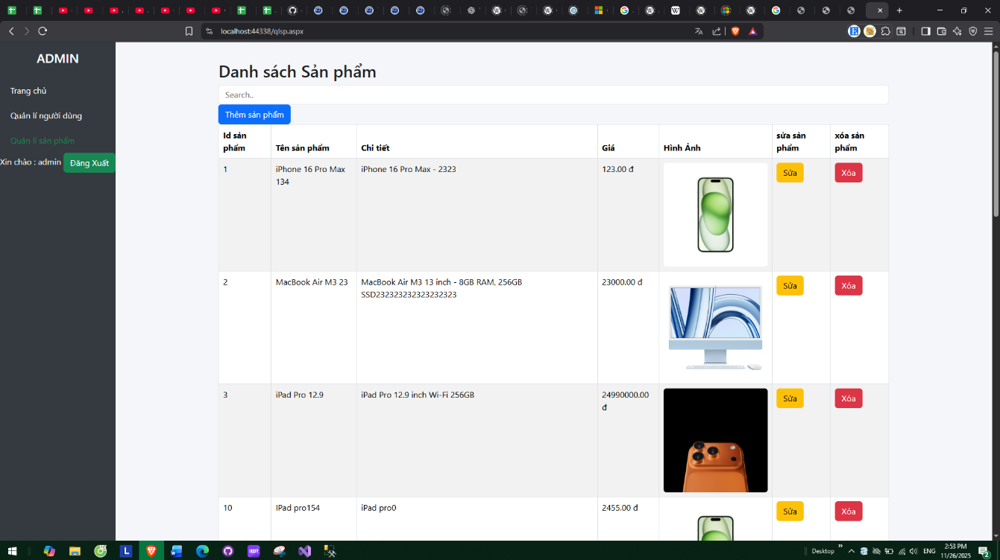 localhost:44338/qlsp.aspx
ADMIN
Trang chủ
Quản lí người dùng
Quản lí sản phẩm
Xin chào : admin Đăng Xuất
Danh sách Sản phẩm
Search..
Thêm sản phẩm
Id sản phẩm Tên sản phẩm Chi tiết Giá Hình Ảnh sửa sản phẩm xóa sản phẩm
1 iPhone 16 Pro Max 134 iPhone 16 Pro Max - 2323 123.00 đ Sửa Xóa
2 MacBook Air M3 23 MacBook Air M3 13 inch - 8GB RAM, 256GB SSD232323232323232323 23000.00 đ Sửa Xóa
3 iPad Pro 12.9 iPad Pro 12.9 inch Wi-Fi 256GB 24990000.00 đ Sửa Xóa
10 IPad pro154 iPad pro0 2455.00 đ Sửa Xóa
Desktop
ENG
2:53 PM
11/26/2025
2